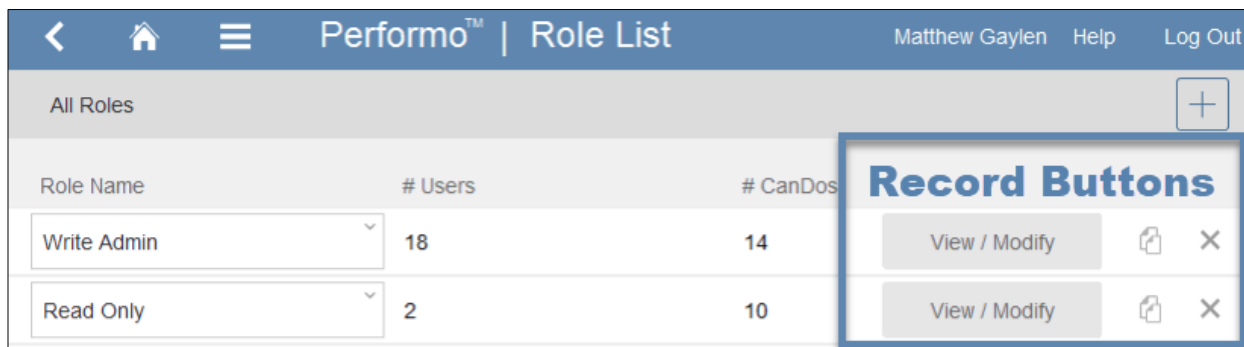 Performo™ | Role List Matthew Gaylen Help Log Out
All Roles
Role Name # Users # CanDos Record Buttons
Write Admin 18 14 View / Modify
Read Only 2 10 View / Modify